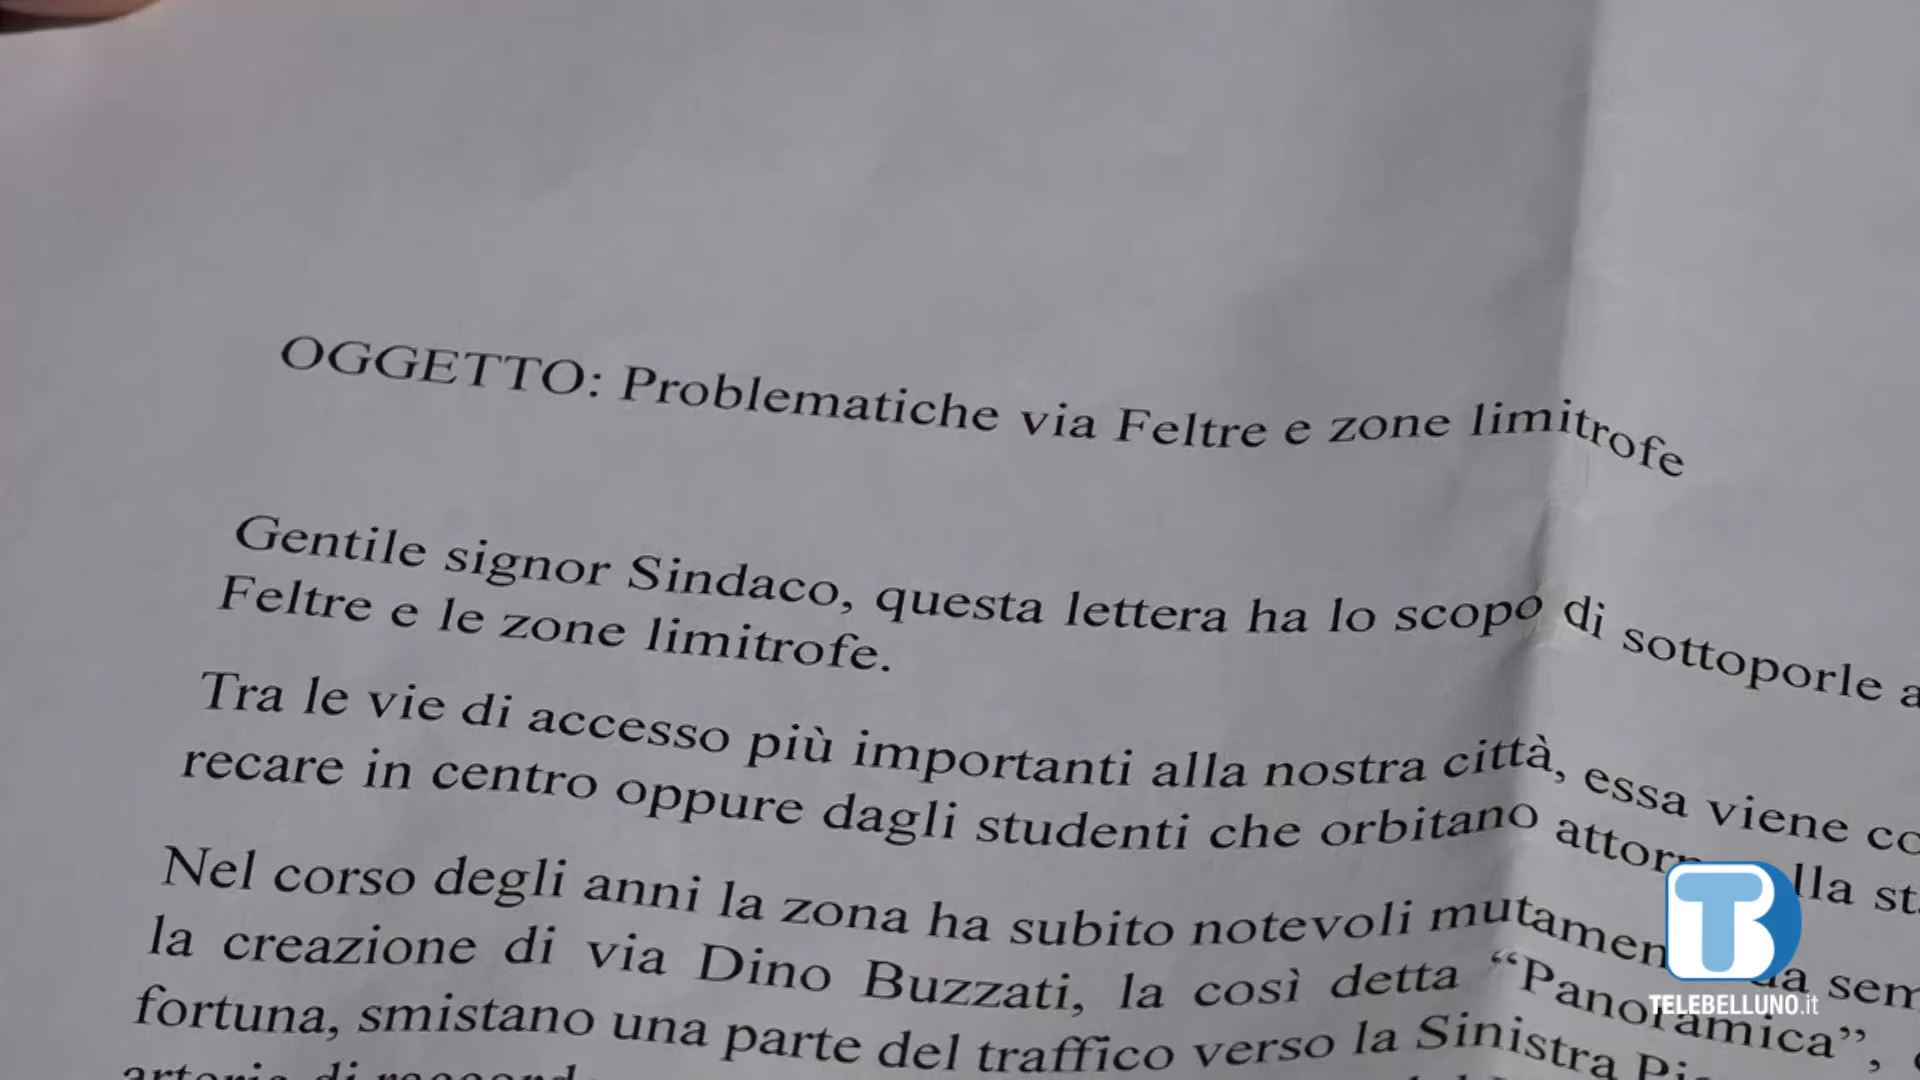 OGGETTO: Problematiche via Feltre e zone limitrofe
Gentile signor Sindaco, questa lettera ha lo scopo di sottoporle
Feltre e le zone limitrofe.
Tra le vie di accesso più importanti alla nostra città, essa viene
recare in centro oppure dagli studenti che orbitano
Nel corso degli anni la zona ha subito notevoli
la creazione di via Dino Buzzati, la così detta “Panoramica”,
fortuna, smistano una parte del traffico verso la Sinistra
di
TB
TELEBELLUNO.it